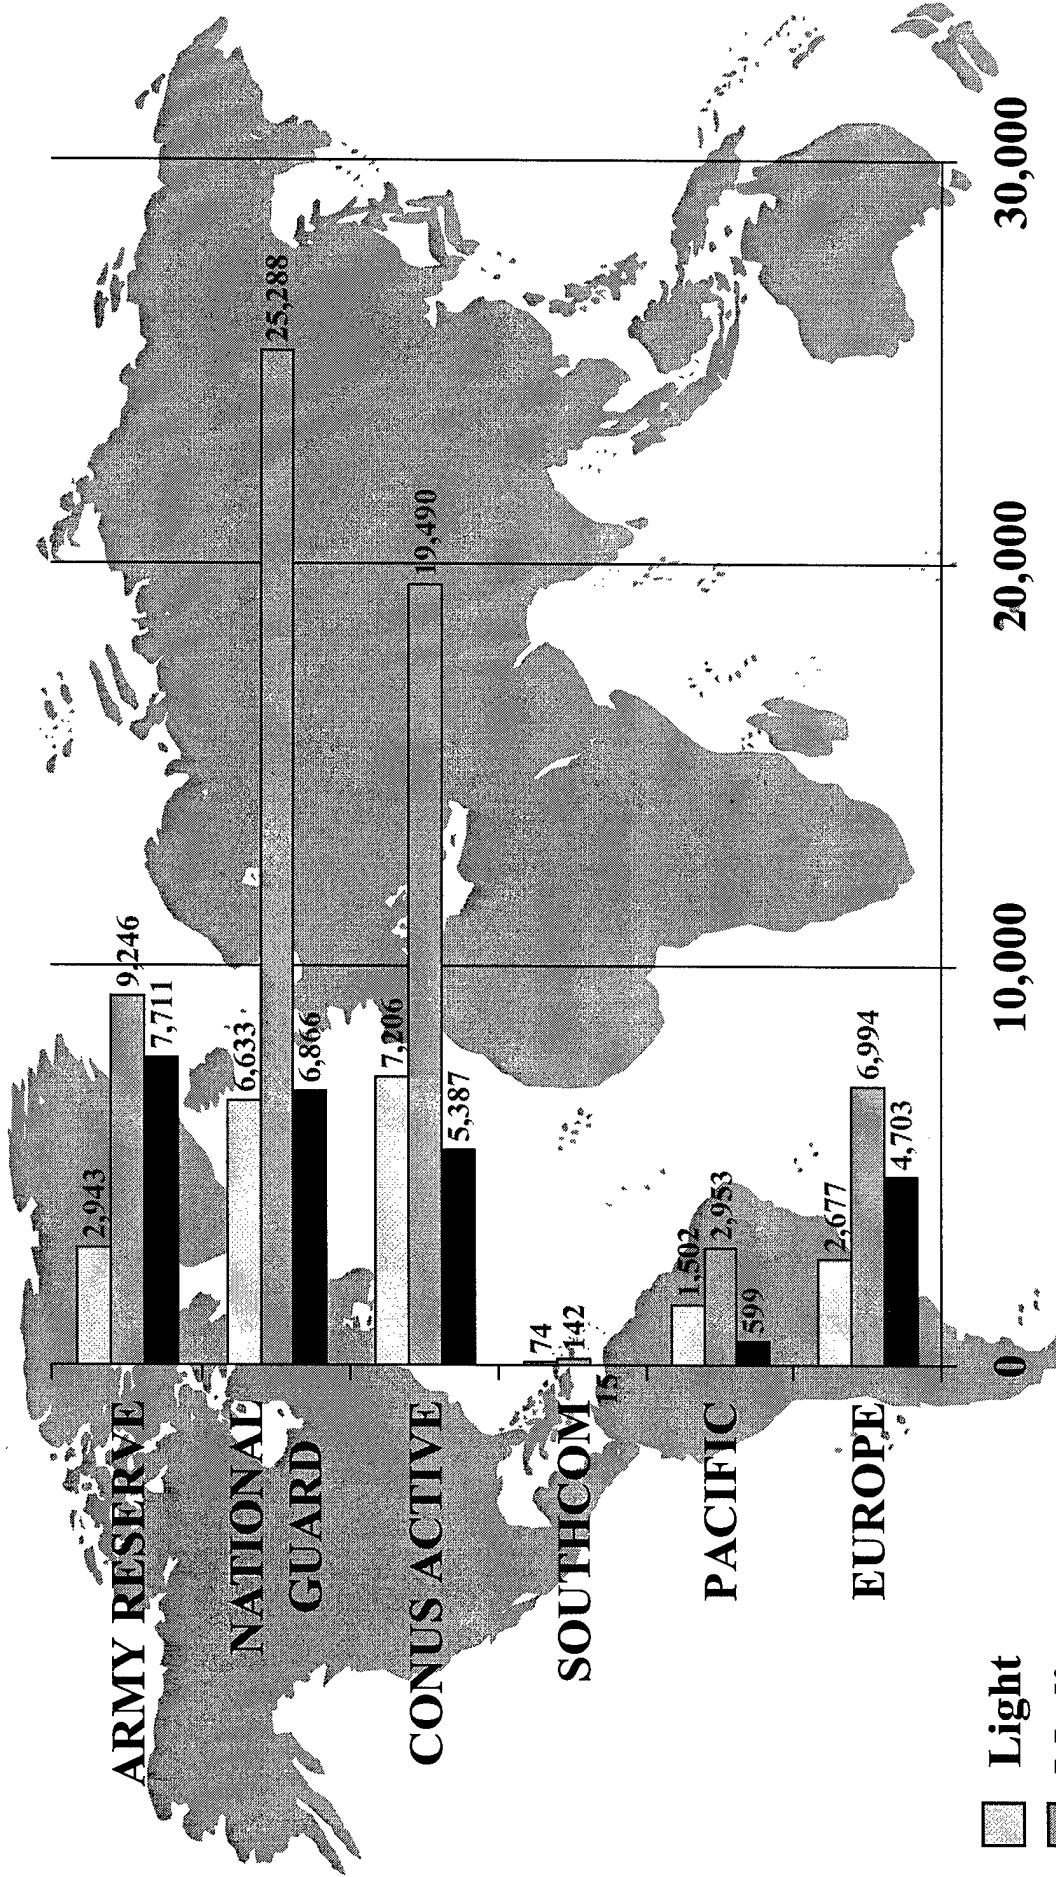 ARMY RESERVE
2,943
9,246
7,711
NATIONAL
GUARD
6,633
25,288
6,866
CONUS ACTIVE
7,206
19,490
5,387
SOUTHCOM
74
142
15
PACIFIC
1,502
2,953
599
EUROPE
2,677
6,994
4,703
0
10,000
20,000
30,000
Light